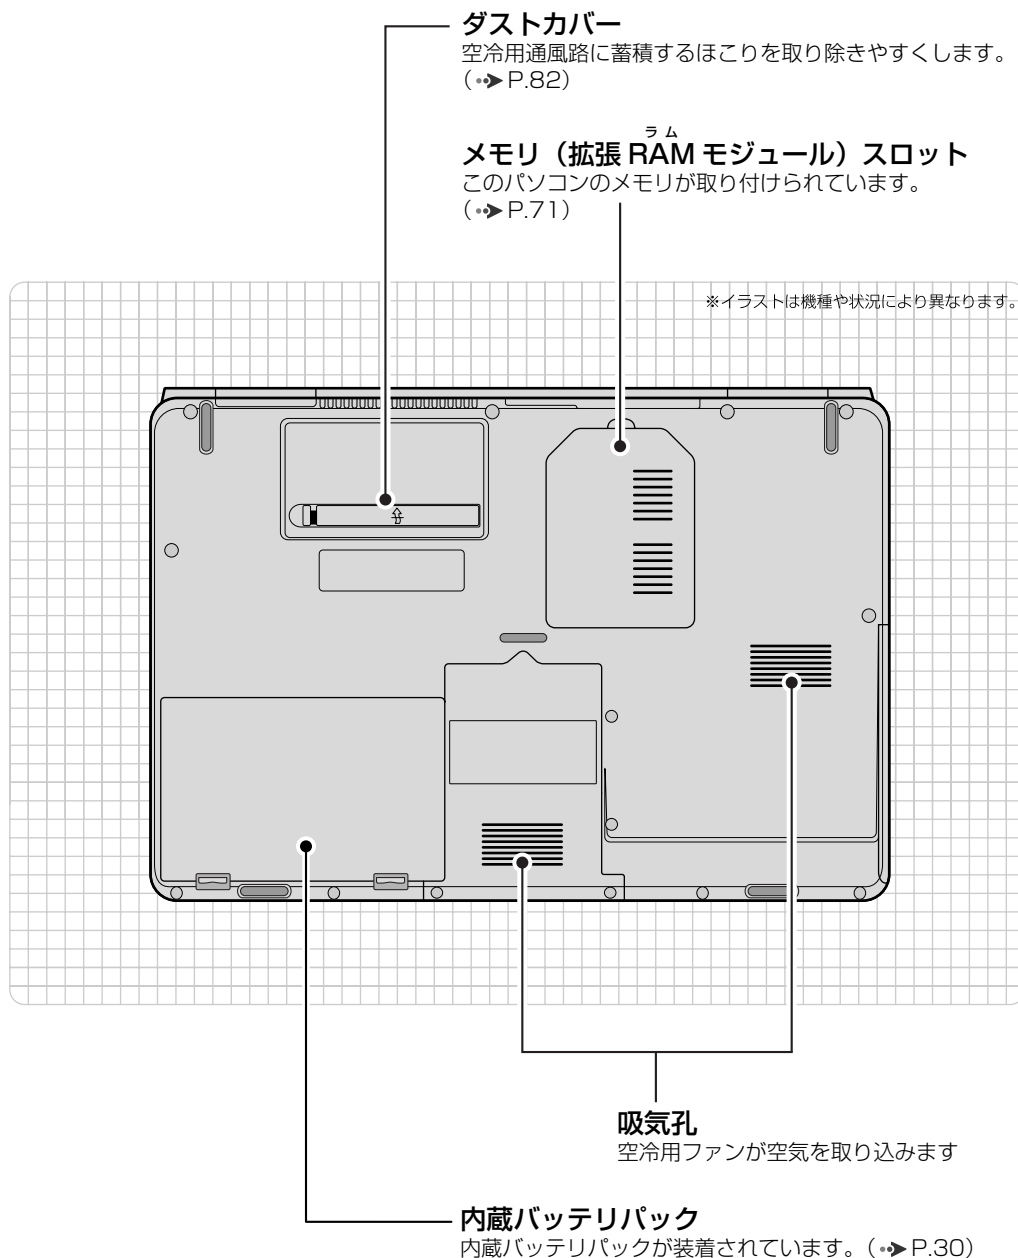 ダストカバー
空冷用通風路に蓄積するほこりを取り除きやすくします。
（ P.82）
ラム
メモリ（拡張 RAM モジュール）スロット
このパソコンのメモリが取り付けられています。
（ P.71）
※イラストは機種や状況により異なります。
吸気孔
空冷用ファンが空気を取り込みます
内蔵バッテリパック
内蔵バッテリパックが装着されています。（ P.30）